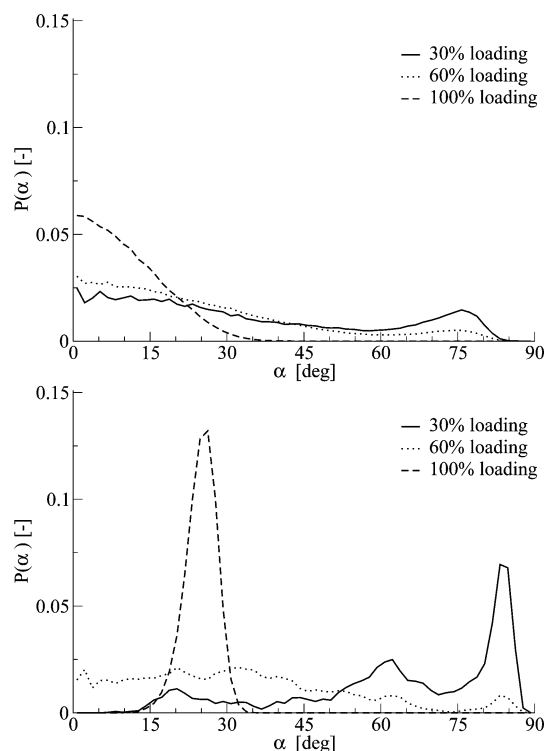 0.15
30% loading
60% loading
100% loading
0.1
P(α) [-]
0.05
0
0 15 30 45 60 75 90
α [deg]
0.15
30% loading
60% loading
100% loading
0.1
P(α) [-]
0.05
0
0 15 30 45 60 75 90
α [deg]